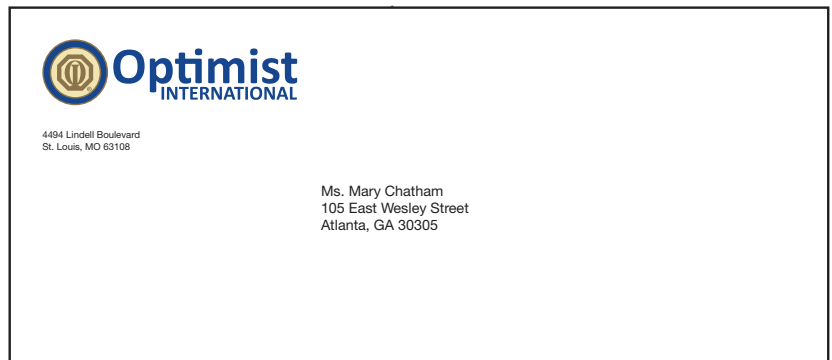 Optimist
INTERNATIONAL
4494 Lindell Boulevard
St. Louis, MO 63108
Ms. Mary Chatham
105 East Wesley Street
Atlanta, GA 30305